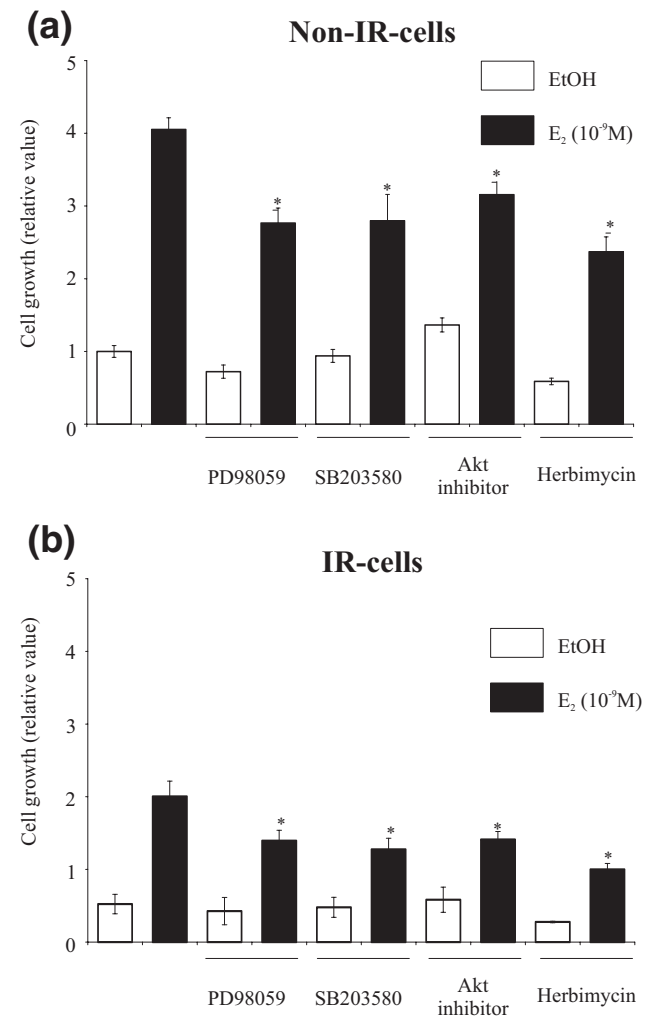 (a)
Non-IR-cells
EtOH
E₂ (10⁻⁹M)
Cell growth (relative value)
5
4
3
2
1
0
*
*
*
*
PD98059
SB203580
Akt
inhibitor
Herbimycin
(b)
IR-cells
EtOH
E₂ (10⁻⁹M)
Cell growth (relative value)
5
4
3
2
1
0
*
*
*
*
PD98059
SB203580
Akt
inhibitor
Herbimycin